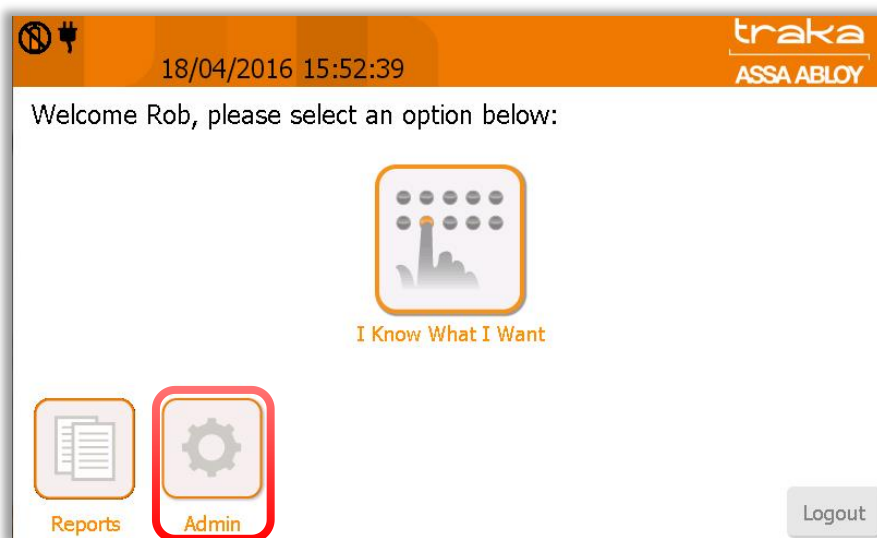 traka
18/04/2016 15:52:39
ASSA ABLOY
Welcome Rob, please select an option below:
I Know What I Want
Reports
Admin
Logout